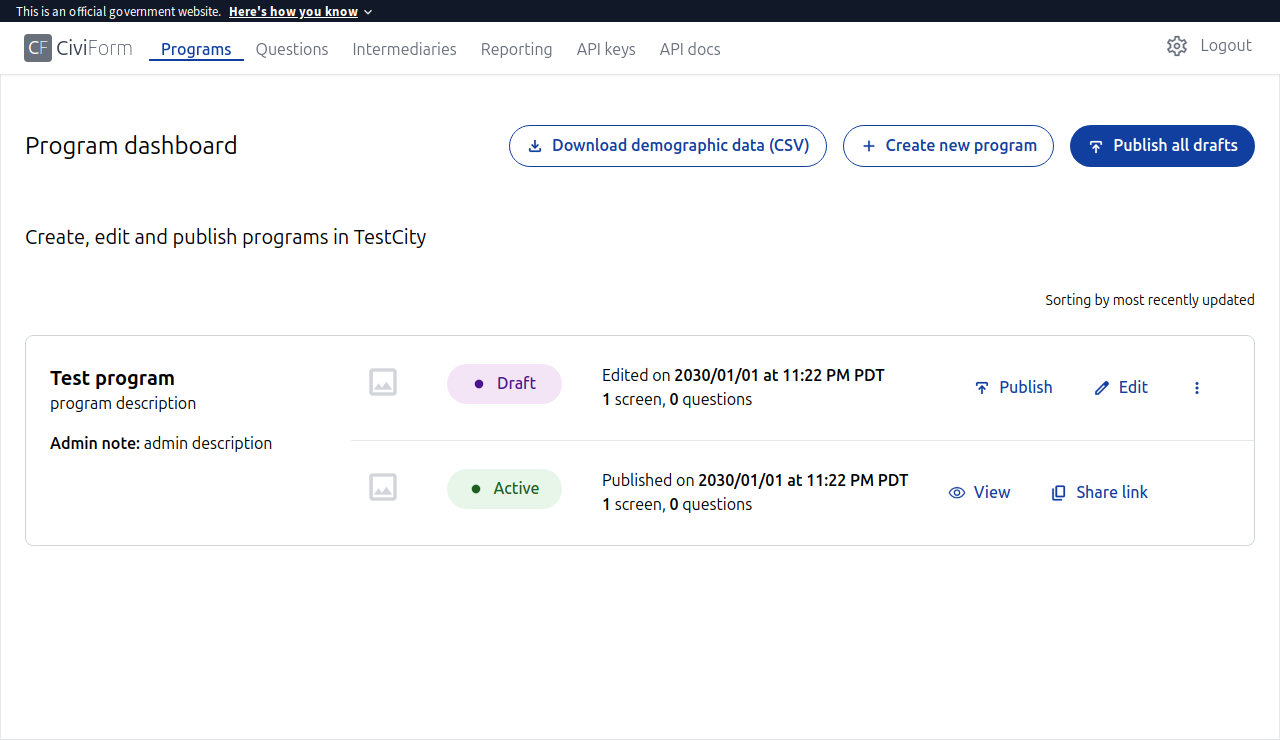 This is an official government website. Here's how you know
CF CiviForm Programs Questions Intermediaries Reporting API keys API docs Logout
Program dashboard Download demographic data (CSV) Create new program Publish all drafts
Create, edit and publish programs in TestCity
Sorting by most recently updated
Test program
program description
Admin note: admin description
Draft
Edited on 2030/01/01 at 11:22 PM PDT
1 screen, 0 questions
Publish Edit
Active
Published on 2030/01/01 at 11:22 PM PDT
1 screen, 0 questions
View Share link